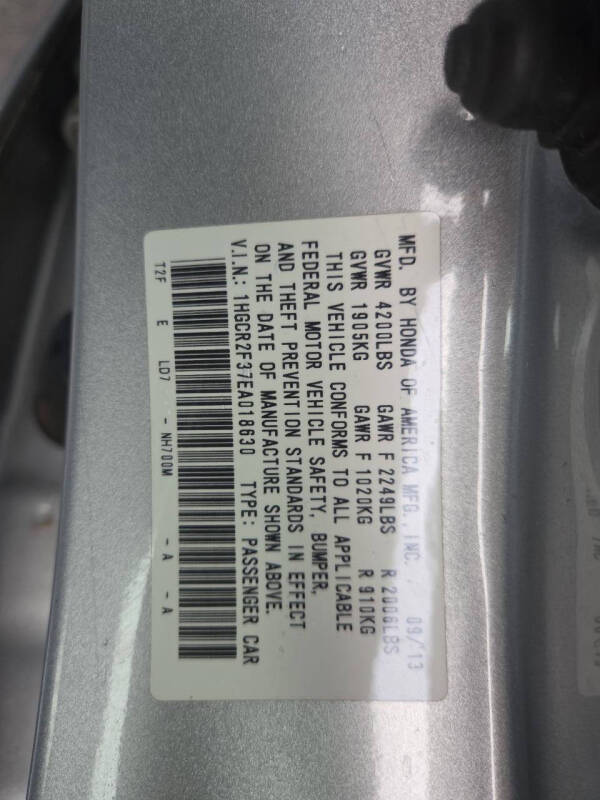 MFD. BY HONDA OF AMERICA MFG., INC. 09/13
GVWR 4200LBS GAWR F 2249LBS R 2006LBS
GVWR 1905KG GAWR F 1020KG R 910KG
THIS VEHICLE CONFORMS TO ALL APPLICABLE
FEDERAL MOTOR VEHICLE SAFETY, BUMPER,
AND THEFT PREVENTION STANDARDS IN EFFECT
ON THE DATE OF MANUFACTURE SHOWN ABOVE.
V.I.N.: 1HGCR2F37EA018630 TYPE: PASSENGER CAR
T2F E LD7 - NH700M - A - A